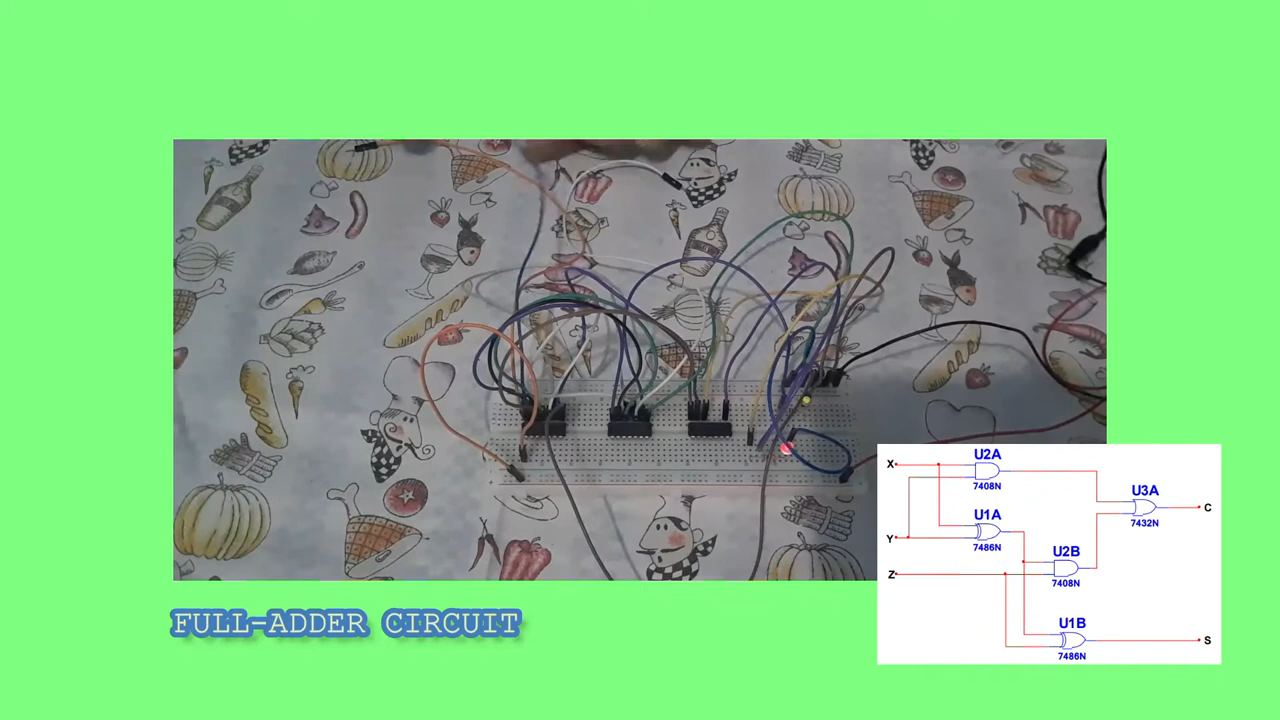 U2A
X
7408N
U3A
U1A
C
7432N
Y
7486N
U2B
Z
7408N
U1B
S
7486N
FULL-ADDER CIRCUIT